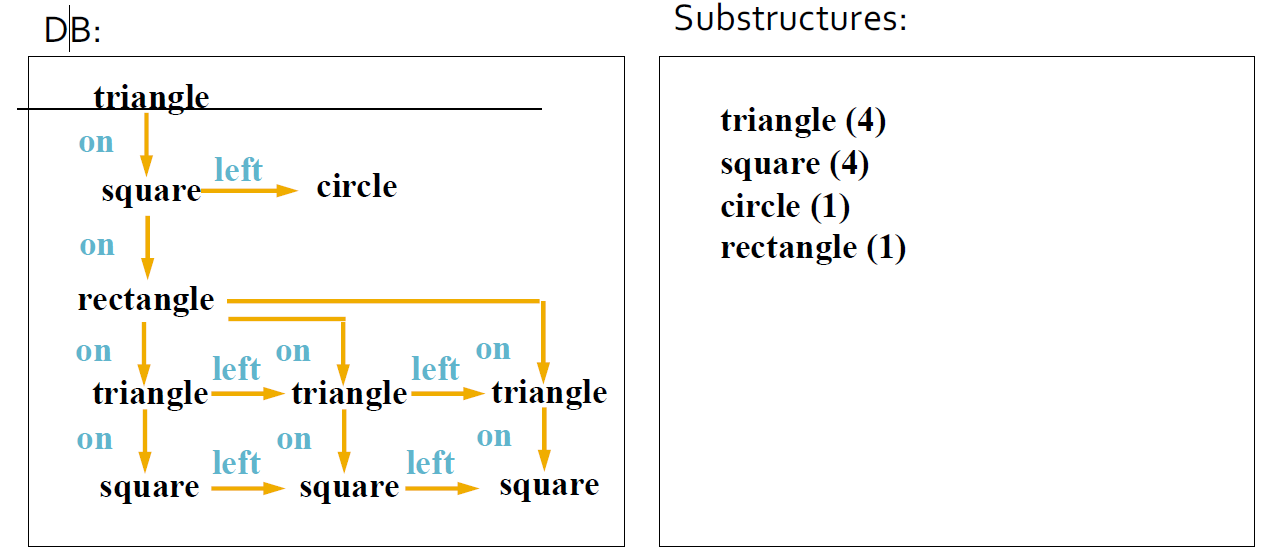 DB:
Substructures:
triangle
on
left
square
circle
on
rectangle
on
on
on
left
left
triangle
triangle
triangle
on
on
on
left
left
square
square
square
triangle (4)
square (4)
circle (1)
rectangle (1)